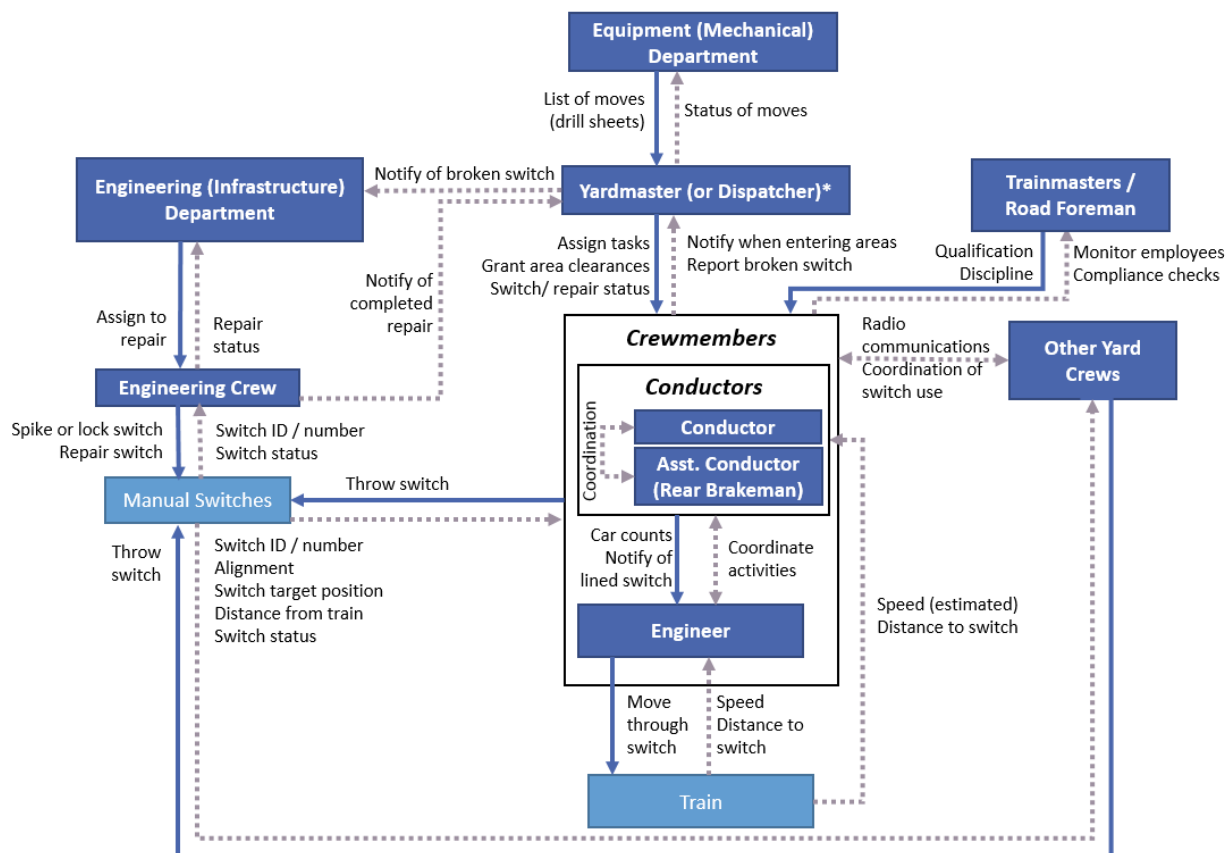 Equipment (Mechanical)
Department
List of moves
(drill sheets)
Status of moves
Engineering (Infrastructure)
Department
Notify of broken switch
Yardmaster (or Dispatcher)*
Trainmasters /
Road Foreman
Assign tasks
Grant area clearances
Switch/ repair status
Notify when entering areas
Report broken switch
Qualification
Discipline
Monitor employees
Compliance checks
Notify of
completed
repair
Assign to
repair
Repair
status
Crewmembers
Radio
communications
Coordination of
switch use
Other Yard
Crews
Engineering Crew
Conductors
Coordination
Conductor
Asst. Conductor
(Rear Brakeman)
Spike or lock switch
Repair switch
Switch ID / number
Switch status
Manual Switches
Throw switch
Throw
switch
Switch ID / number
Alignment
Switch target position
Distance from train
Switch status
Car counts
Notify of
lined switch
Coordinate
activities
Engineer
Speed (estimated)
Distance to switch
Move
through
switch
Speed
Distance to
switch
Train